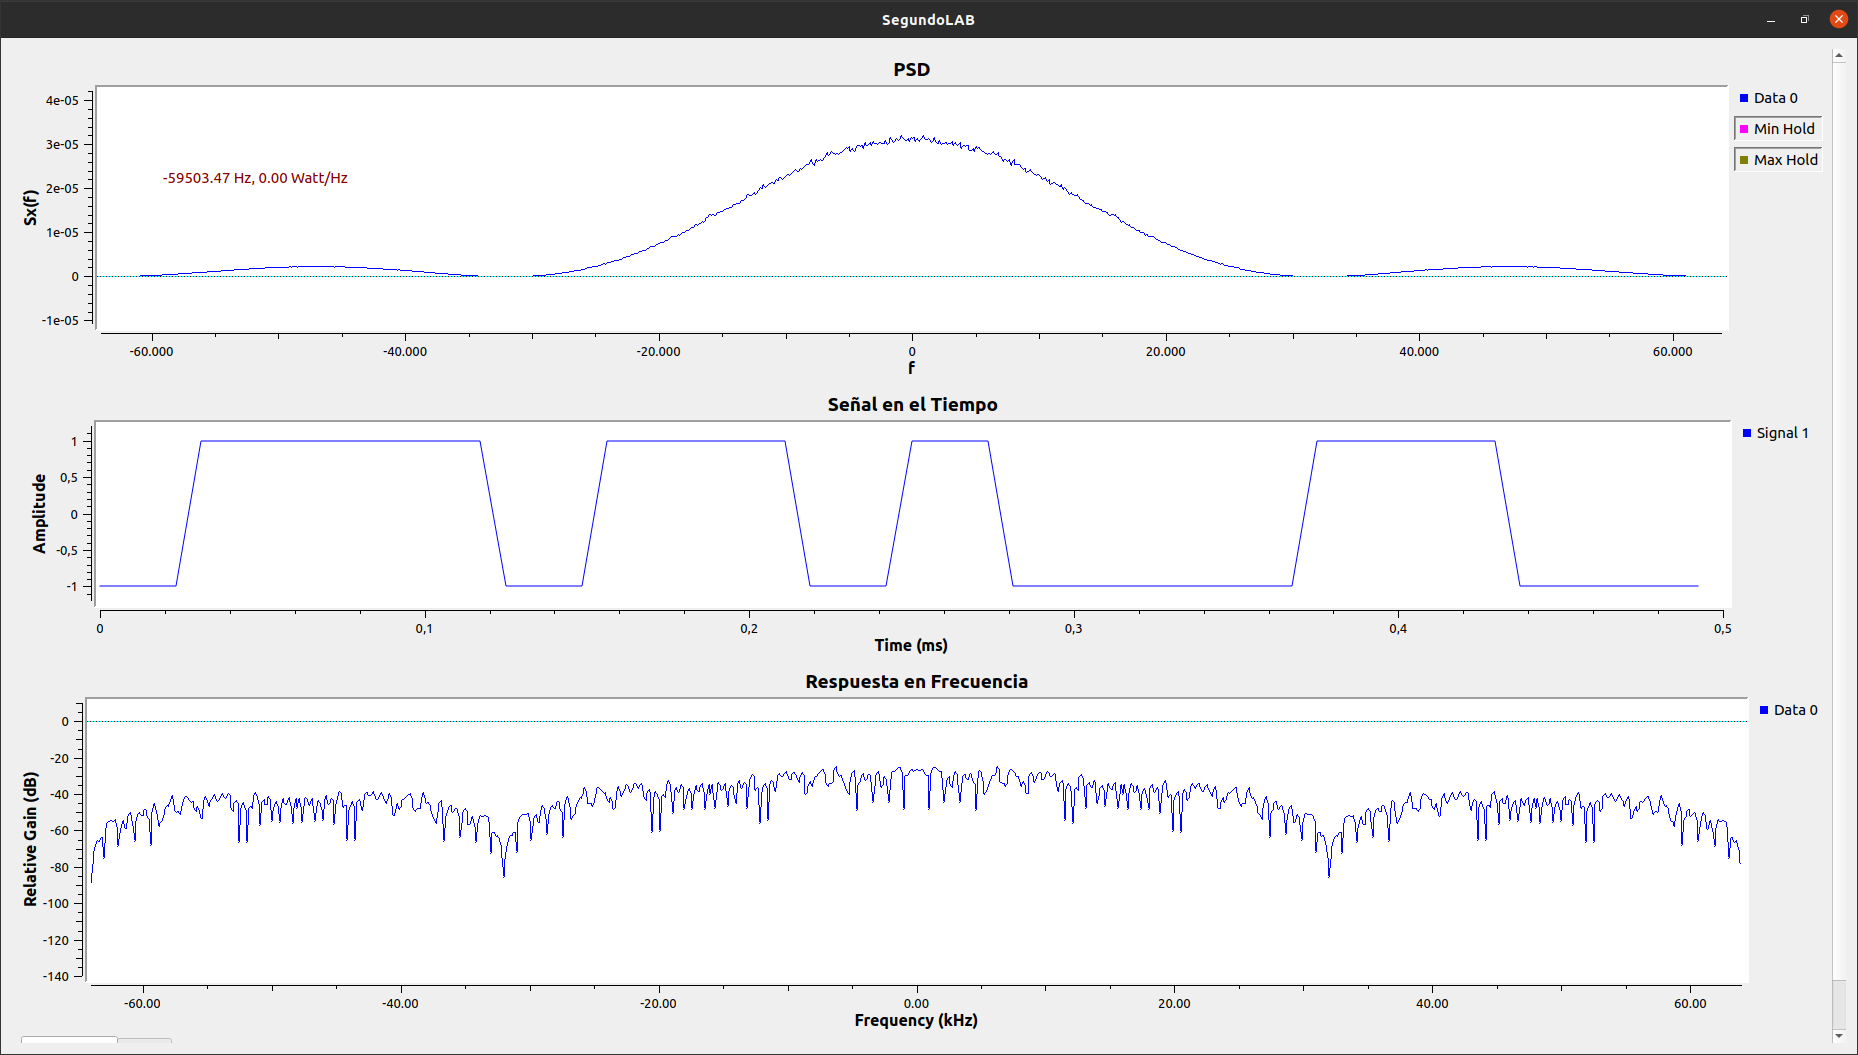 SegundoLAB
PSD
4e-05
3e-05
2e-05
1e-05
0
-1e-05
Sx(f)
-59503.47 Hz, 0.00 Watt/Hz
Data 0
Min Hold
Max Hold
-60.000 -40.000 -20.000 0 20.000 40.000 60.000
f
Señal en el Tiempo
1
0,5
0
-0,5
-1
Amplitude
Signal 1
0 0,1 0,2 0,3 0,4 0,5
Time (ms)
Respuesta en Frecuencia
0
-20
-40
-60
-80
-100
-120
-140
Relative Gain (dB)
Data 0
-60.00 -40.00 -20.00 0.00 20.00 40.00 60.00
Frequency (kHz)